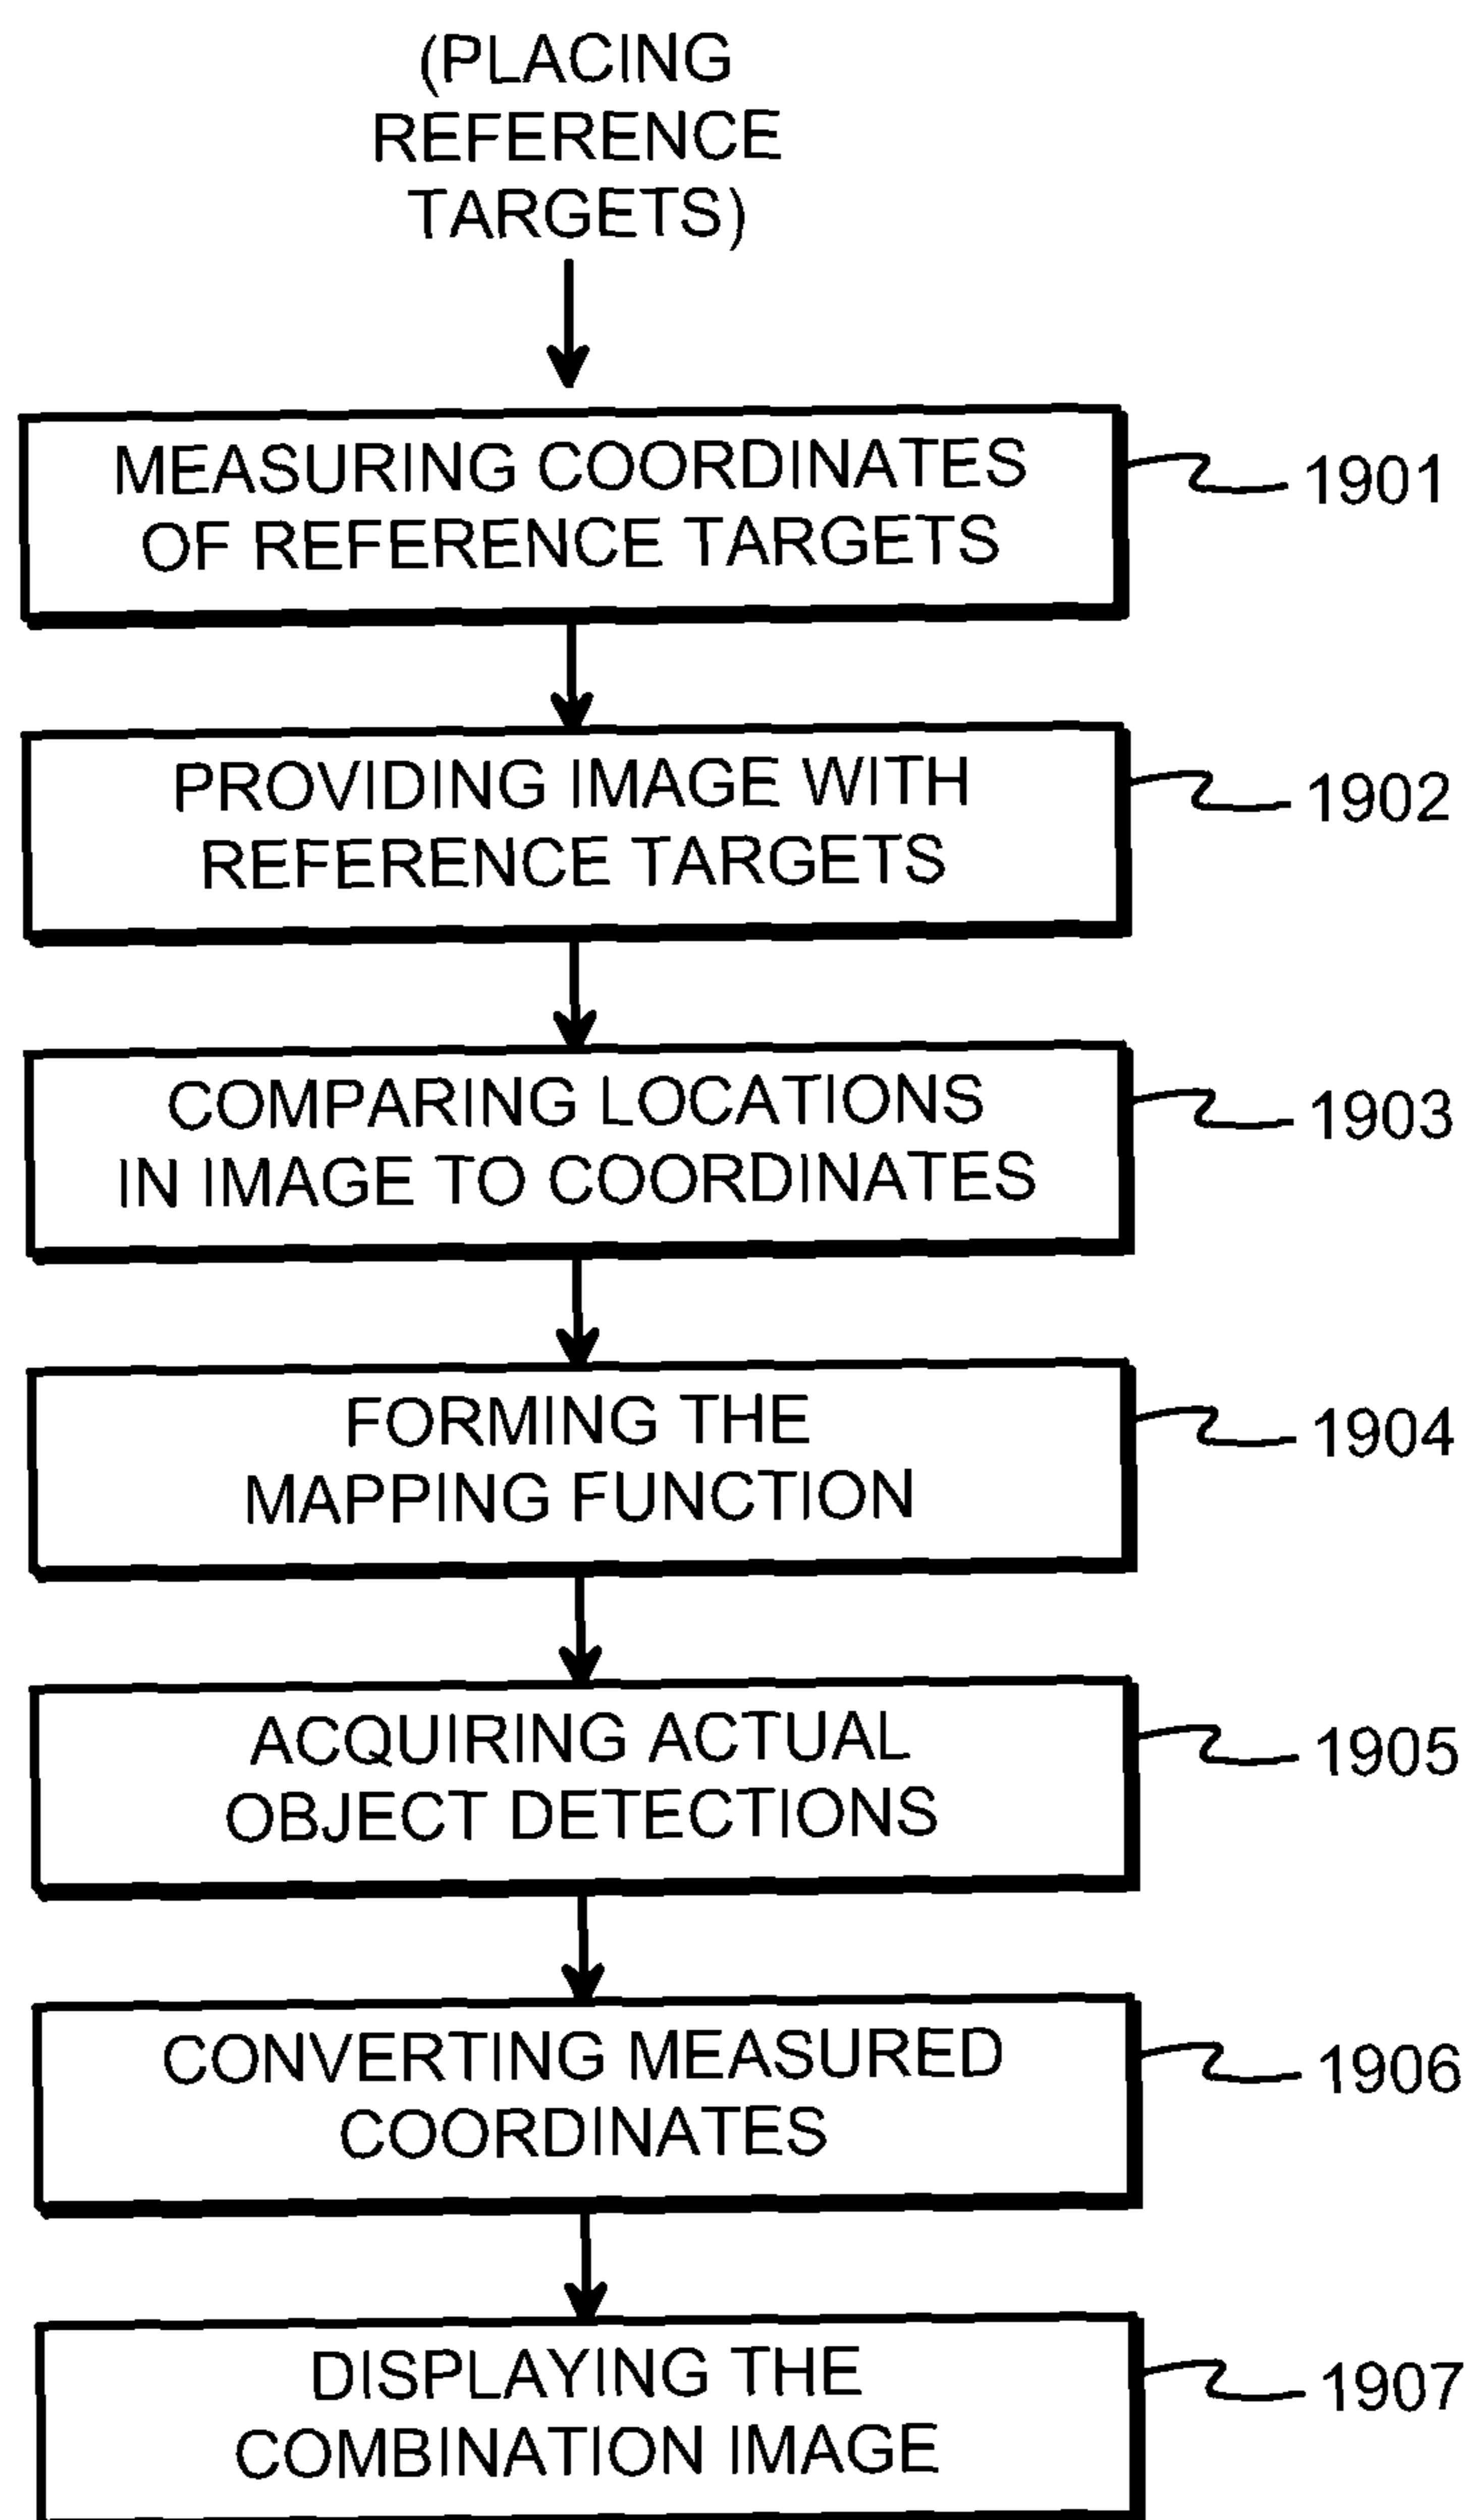 (PLACING
REFERENCE
TARGETS)
MEASURING COORDINATES
OF REFERENCE TARGETS
1901
PROVIDING IMAGE WITH
REFERENCE TARGETS
1902
COMPARING LOCATIONS
IN IMAGE TO COORDINATES
1903
FORMING THE
MAPPING FUNCTION
1904
ACQUIRING ACTUAL
OBJECT DETECTIONS
1905
CONVERTING MEASURED
COORDINATES
1906
DISPLAYING THE
COMBINATION IMAGE
1907